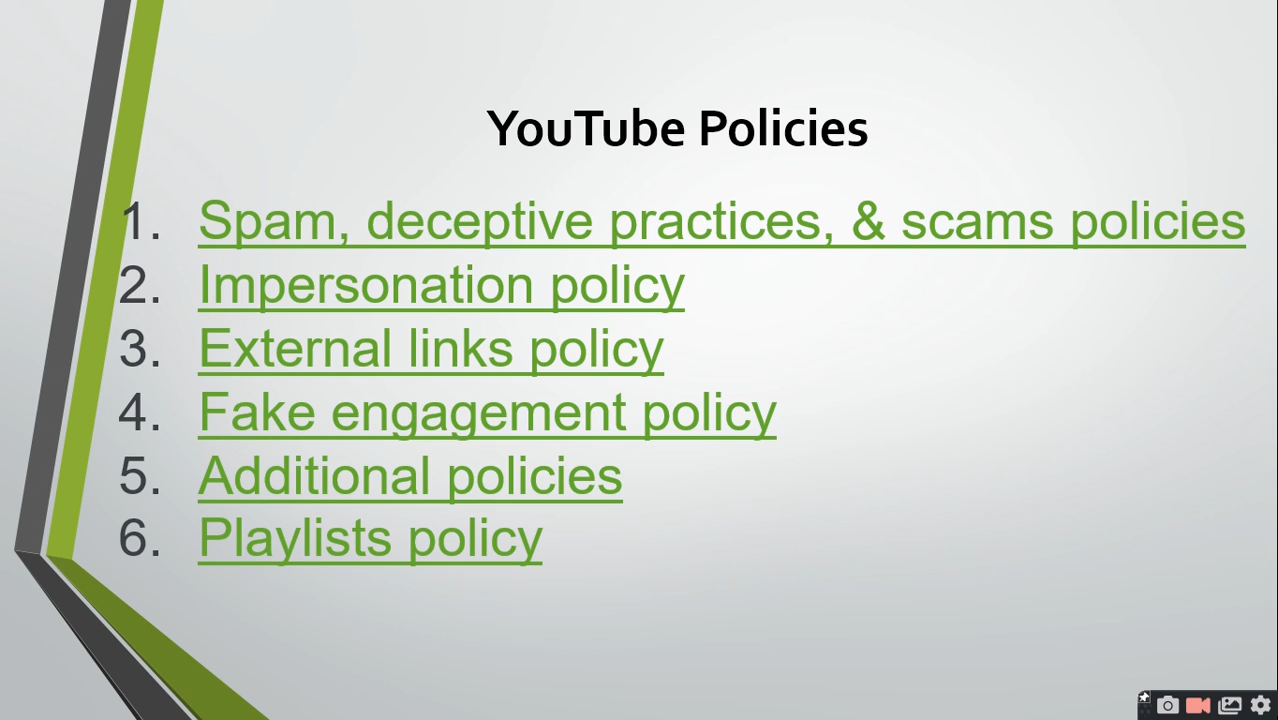 YouTube Policies
1. Spam, deceptive practices, & scams policies
2. Impersonation policy
3. External links policy
4. Fake engagement policy
5. Additional policies
6. Playlists policy